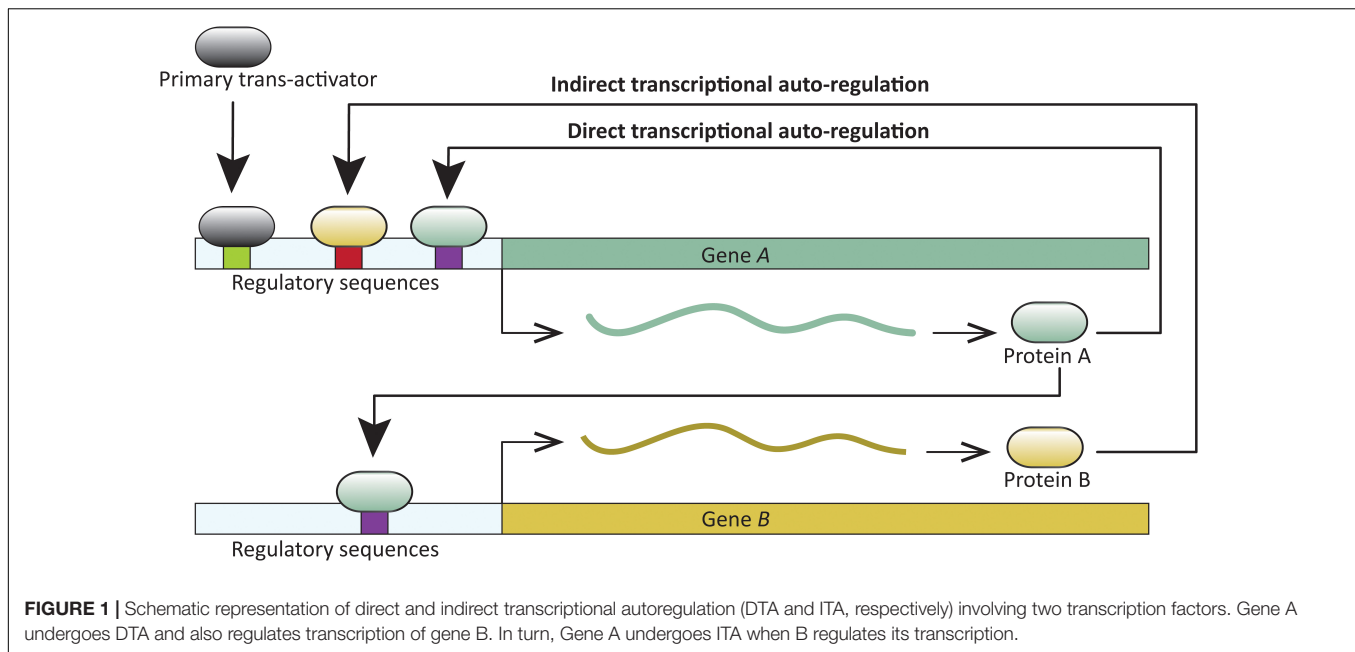 Primary trans-activator
Indirect transcriptional auto-regulation
Direct transcriptional auto-regulation
Gene A
Regulatory sequences
Protein A
Protein B
Gene B
Regulatory sequences
FIGURE 1 | Schematic representation of direct and indirect transcriptional autoregulation (DTA and ITA, respectively) involving two transcription factors. Gene A
undergoes DTA and also regulates transcription of gene B. In turn, Gene A undergoes ITA when B regulates its transcription.